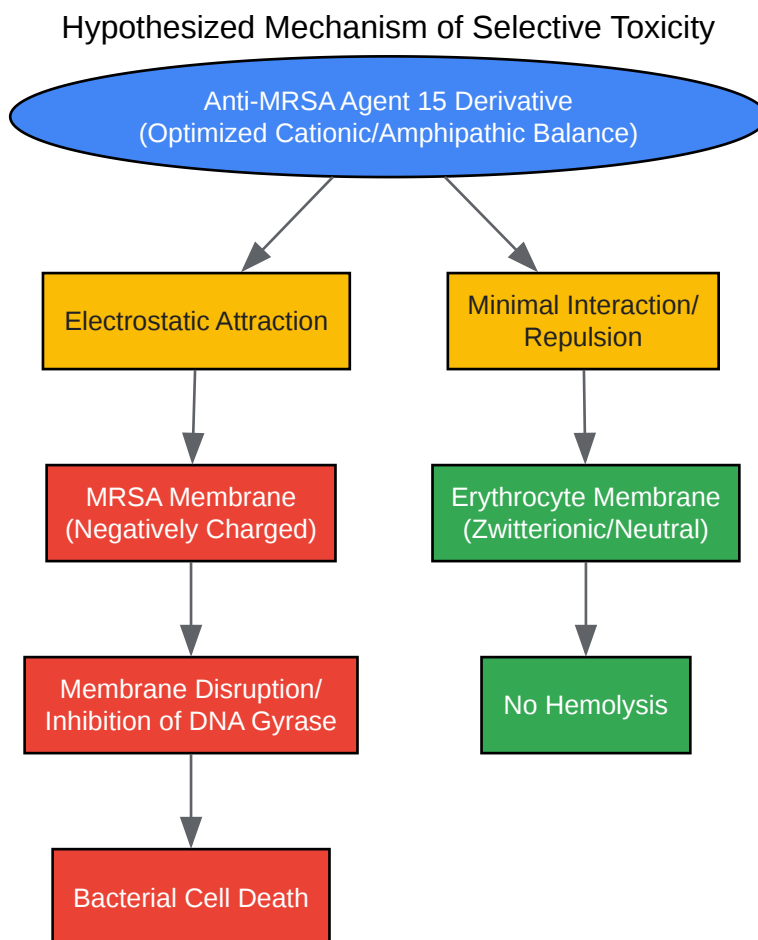 Hypothesized Mechanism of Selective Toxicity
Anti-MRSA Agent 15 Derivative
(Optimized Cationic/Amphipathic Balance)
Electrostatic Attraction
Minimal Interaction/
Repulsion
MRSA Membrane
(Negatively Charged)
Erythrocyte Membrane
(Zwitterionic/Neutral)
Membrane Disruption/
Inhibition of DNA Gyrase
No Hemolysis
Bacterial Cell Death